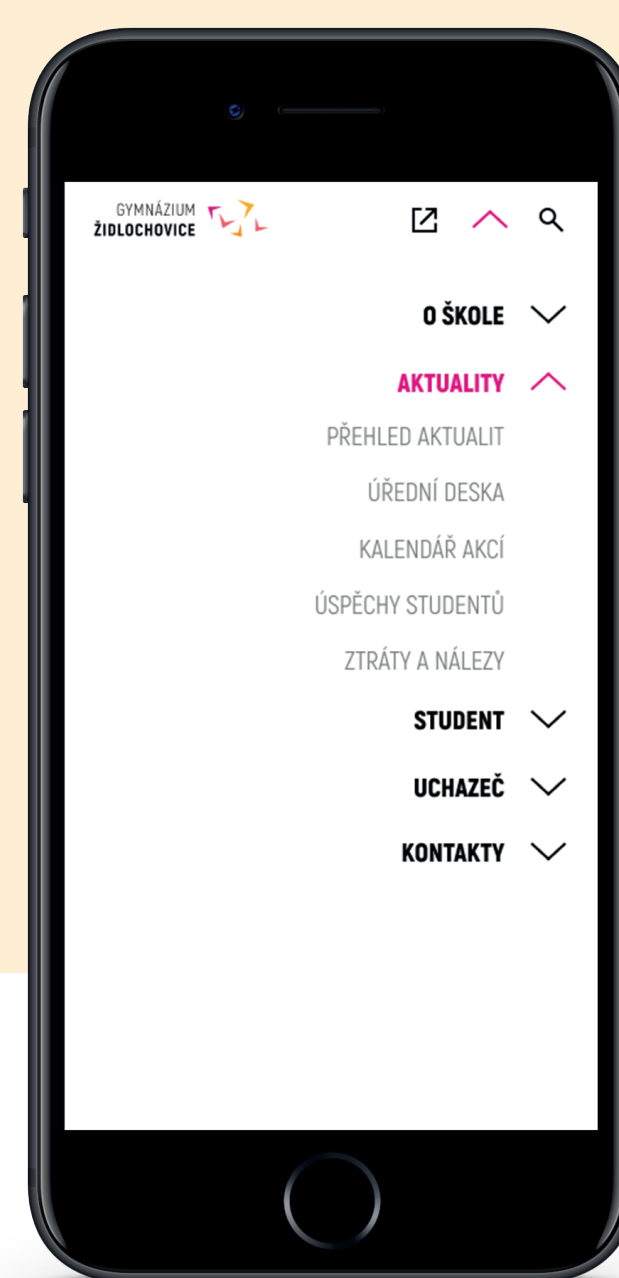 GYMNÁZIUM
ŽIDLOCHOVICE
O ŠKOLE
AKTUALITY
PŘEHLED AKTUALIT
ÚŘEDNÍ DESKA
KALENDÁŘ AKCÍ
ÚSPĚCHY STUDENTŮ
ZTRÁTY A NÁLEZY
STUDENT
UCHAZEČ
KONTAKTY